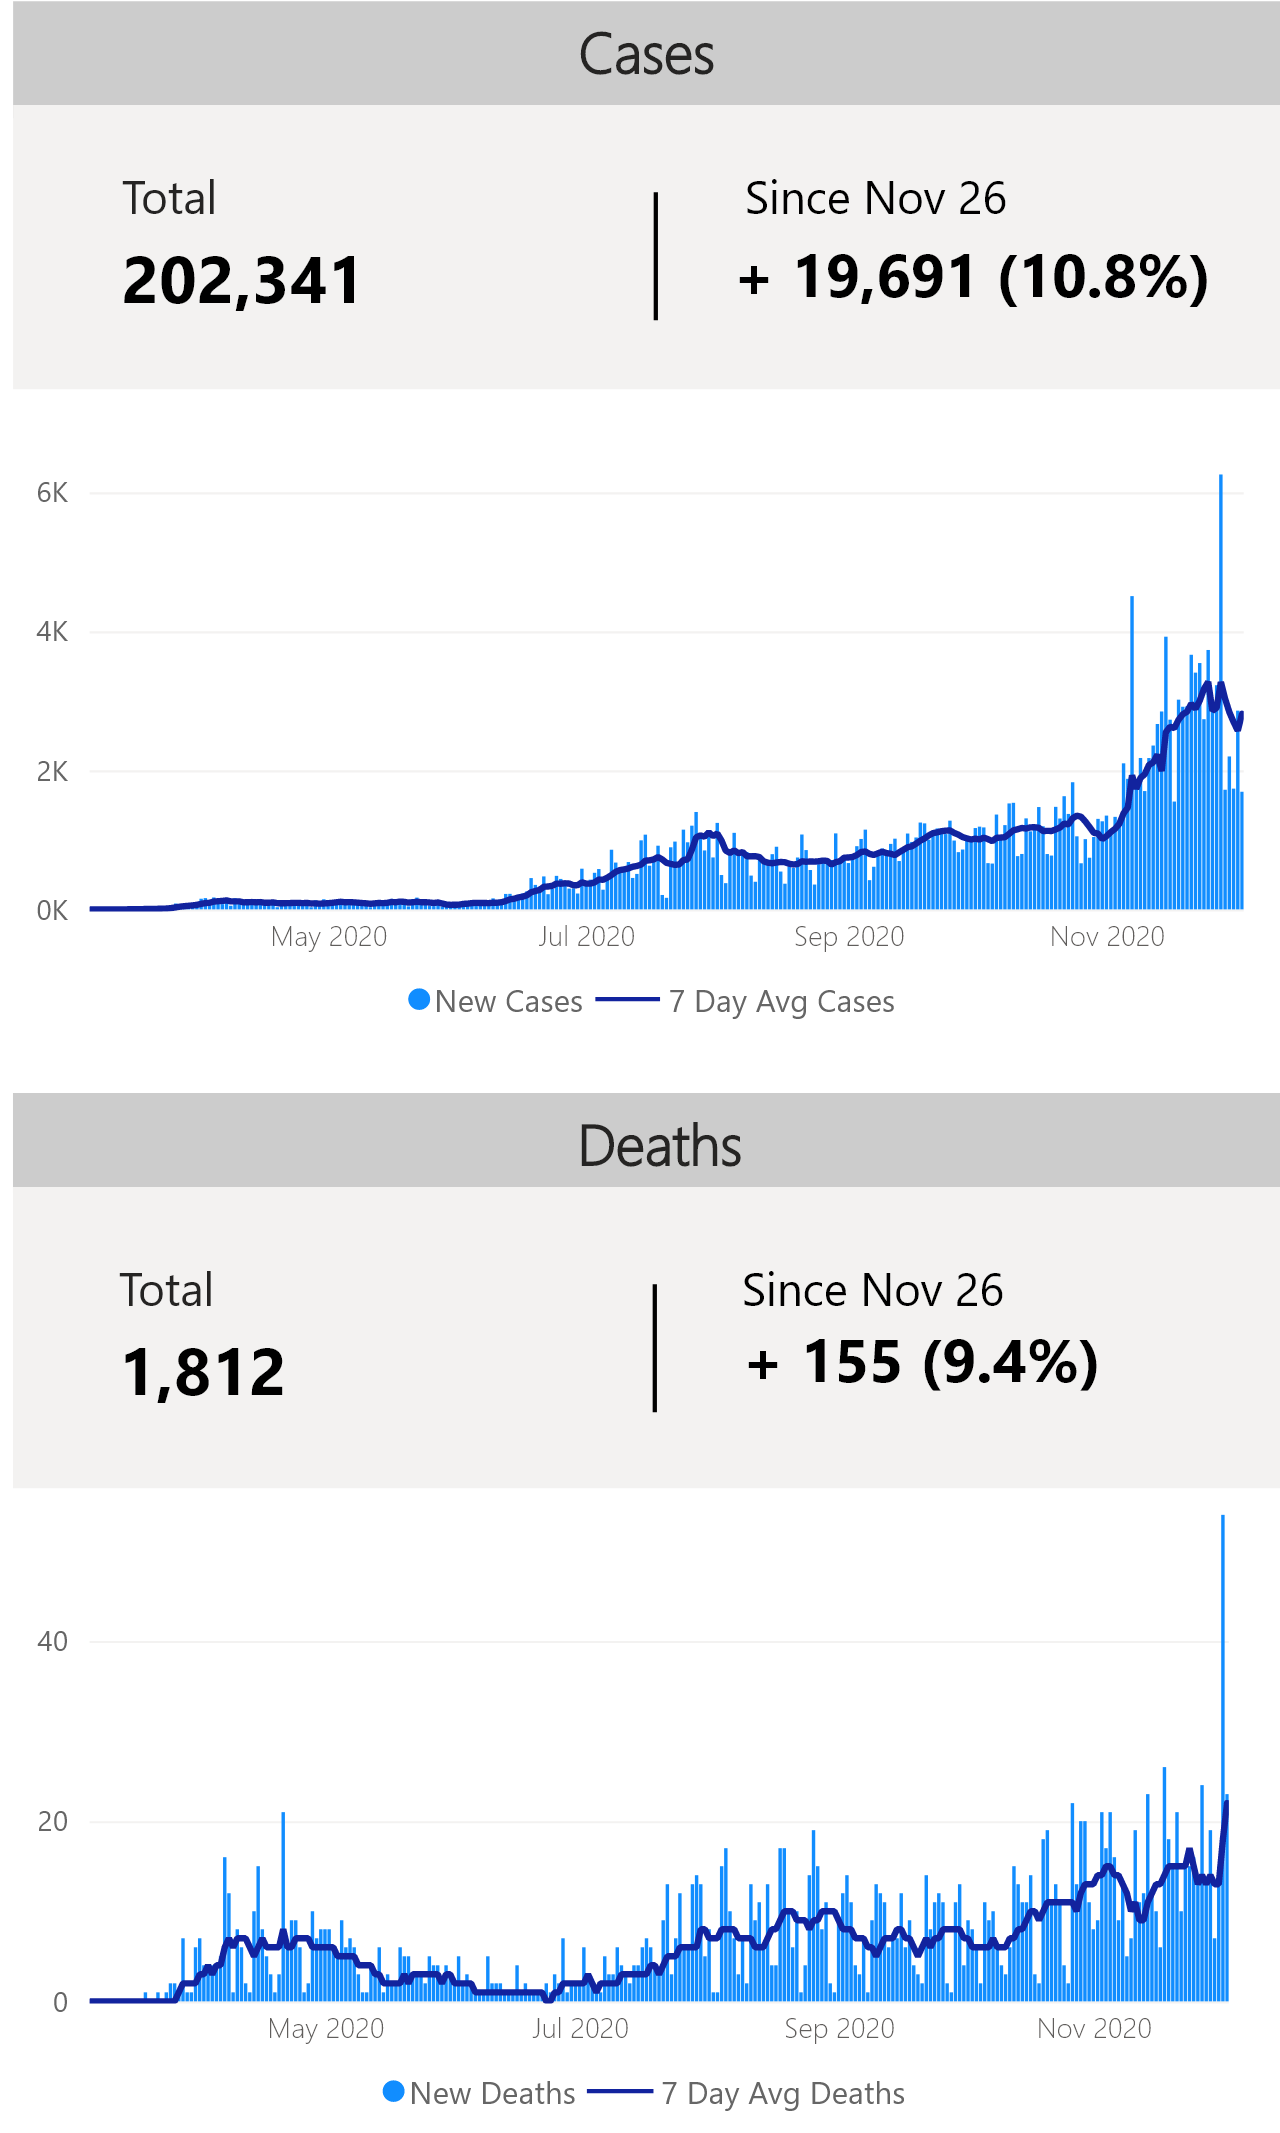 Cases
Total
Since Nov 26
202,341
+ 19,691 (10.8%)
6K
4K
2K
0K
May 2020
Jul 2020
Sep 2020
Nov 2020
New Cases
7 Day Avg Cases
Deaths
Total
Since Nov 26
1,812
+ 155 (9.4%)
40
20
0
May 2020
Jul 2020
Sep 2020
Nov 2020
New Deaths
7 Day Avg Deaths